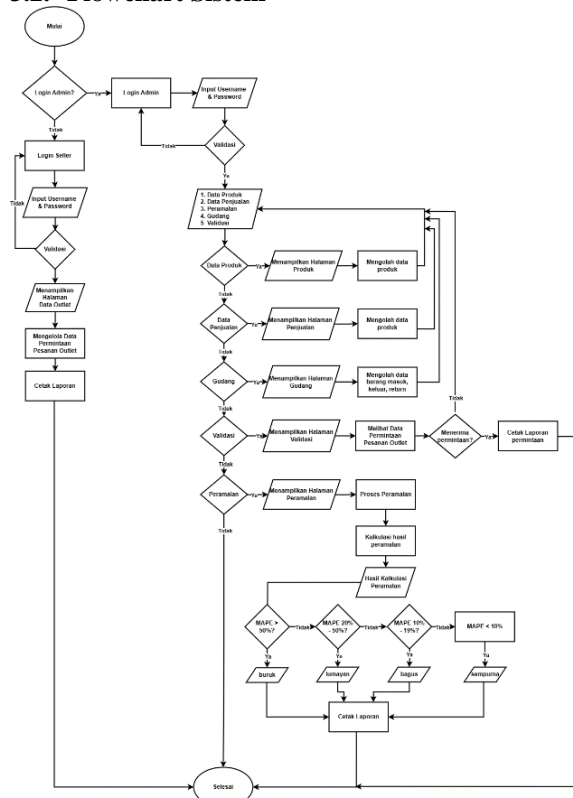 Mulai
Login Admin?
Ya
Login Admin
Input Username
& Password
Tidak
Validasi
Ya
Tidak
Login Seller
Input Username
& Password
Tidak
Validasi
Menampilkan
Halaman
Data Outlet
Mengelola Data
Permintaan
Pesanan Outlet
Cetak Laporan
1. Data Produk
2. Data Penjualan
3. Peramalan
4. Gudang
5 Validasi
Data Produk
Ya
Menampilkan Halaman
Produk
Mengolah data
produk
Tidak
Data
Penjualan
Ya
Menampilkan Halaman
Penjualan
Mengolah data
produk
Tidak
Gudang
Ya
Menampilkan Halaman
Gudang
Mengolah data
barang masuk,
keluar, return
Tidak
Validasi
Ya
Menampilkan Halaman
Validasi
Melihat Data
Permintaan
Pesanan Outlet
Menerima
permintaan?
Tidak
Ya
Cetak Laporan
permintaan
Tidak
Peramalan
Ya
Menampilkan Halaman
Peramalan
Proses Peramalan
Tidak
Kalkulasi hasil
peramalan
Hasil Kalkulasi
Peramalan
MAPE >
50%?
Tidak
MAPE 20%
- 50%?
Tidak
MAPE 10%
- 19%?
Tidak
MAPE < 10%
Ya
Ya
Ya
Ya
buruk
lumayan
bagus
sempurna
Cetak Laporan
Selesai